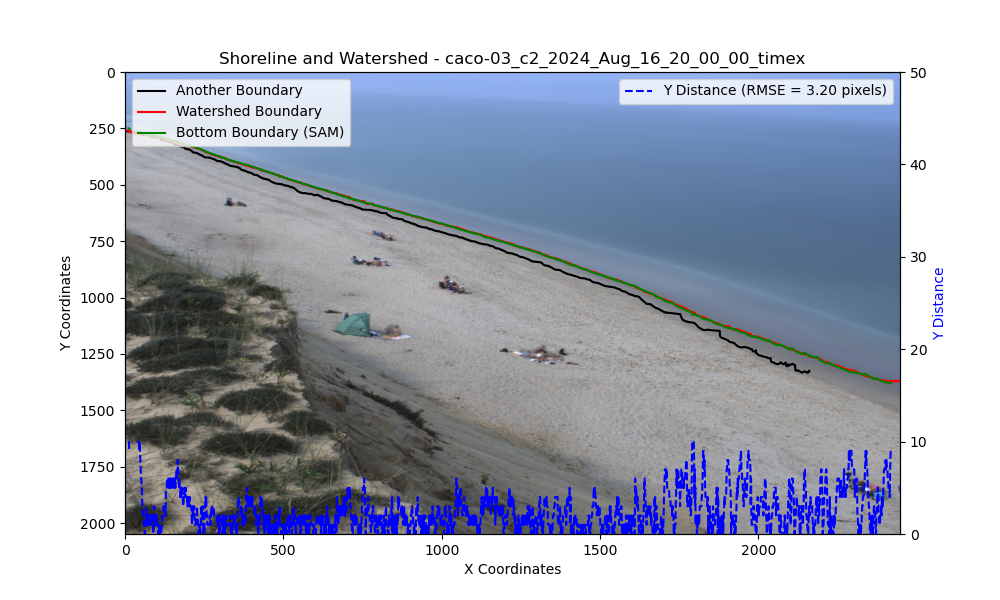 Shoreline and Watershed - caco-03_c2_2024_Aug_16_20_00_00_timex
Another Boundary
Watershed Boundary
Bottom Boundary (SAM)
Y Distance (RMSE = 3.20 pixels)
0
250
500
750
1000
1250
1500
1750
2000
Y Coordinates
0
500
1000
1500
2000
X Coordinates
50
40
30
20
10
0
Y Distance